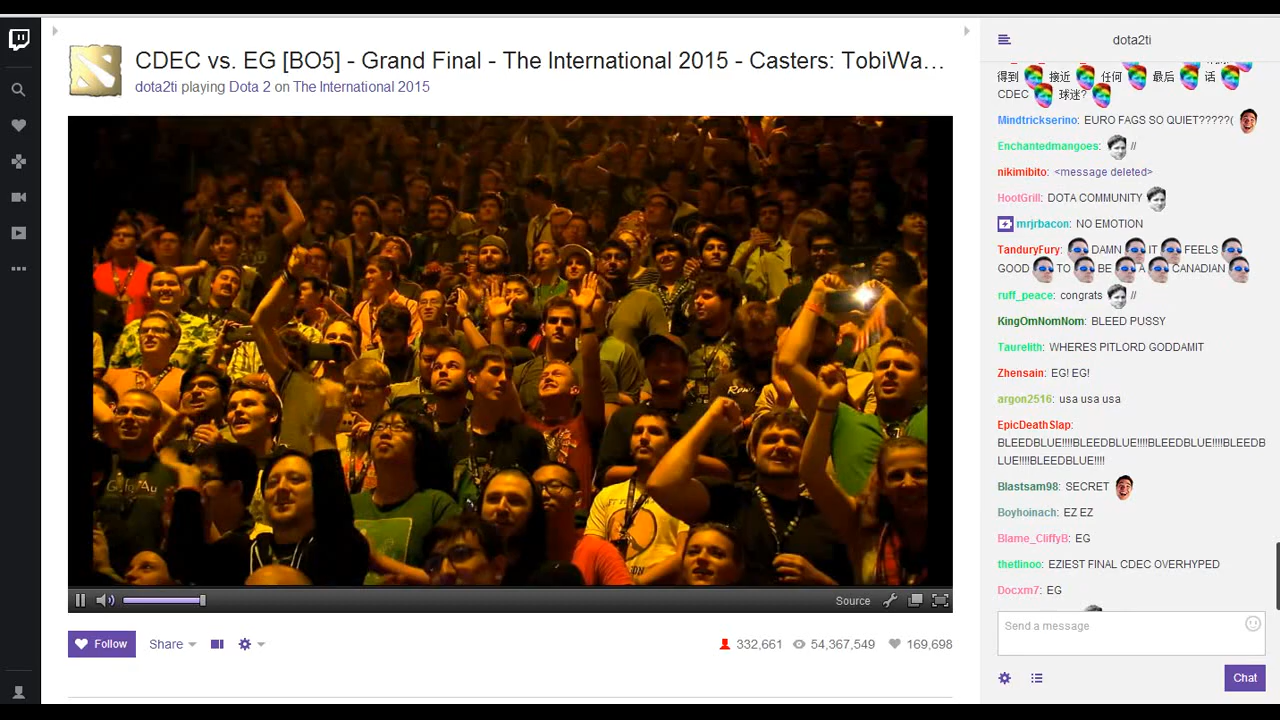 CDEC vs. EG [BO5] - Grand Final - The International 2015 - Casters: TobiWa...
dota2ti playing Dota 2 on The International 2015
Source
Follow
Share
332,661
54,367,549
169,698
dota2ti
得到 接近 任何 最后 话
CDEC 球迷?
Mindtrickserino: EURO FAGS SO QUIET?????(
Enchantedmangoes: //
nikimibito: <message deleted>
HootGrill: DOTA COMMUNITY
mrjrbacon: NO EMOTION
TanduryFury: DAMN IT FEELS
GOOD TO BE A CANADIAN
ruff_peace: congrats //
KingOmNomNom: BLEED PUSSY
Taurelith: WHERES PITLORD GODDAMIT
Zhensain: EG! EG!
argon2516: usa usa usa
EpicDeathSlap:
BLEEDBLUE!!!!BLEEDBLUE!!!!BLEEDBLUE!!!!BLEEDB
LUE!!!!BLEEDBLUE!!!!
Blastsam98: SECRET
Boyhoinach: EZ EZ
Blame_CliffyB: EG
thetlinoo: EZIEST FINAL CDEC OVERHYPED
Docxm7: EG
Send a message
Chat